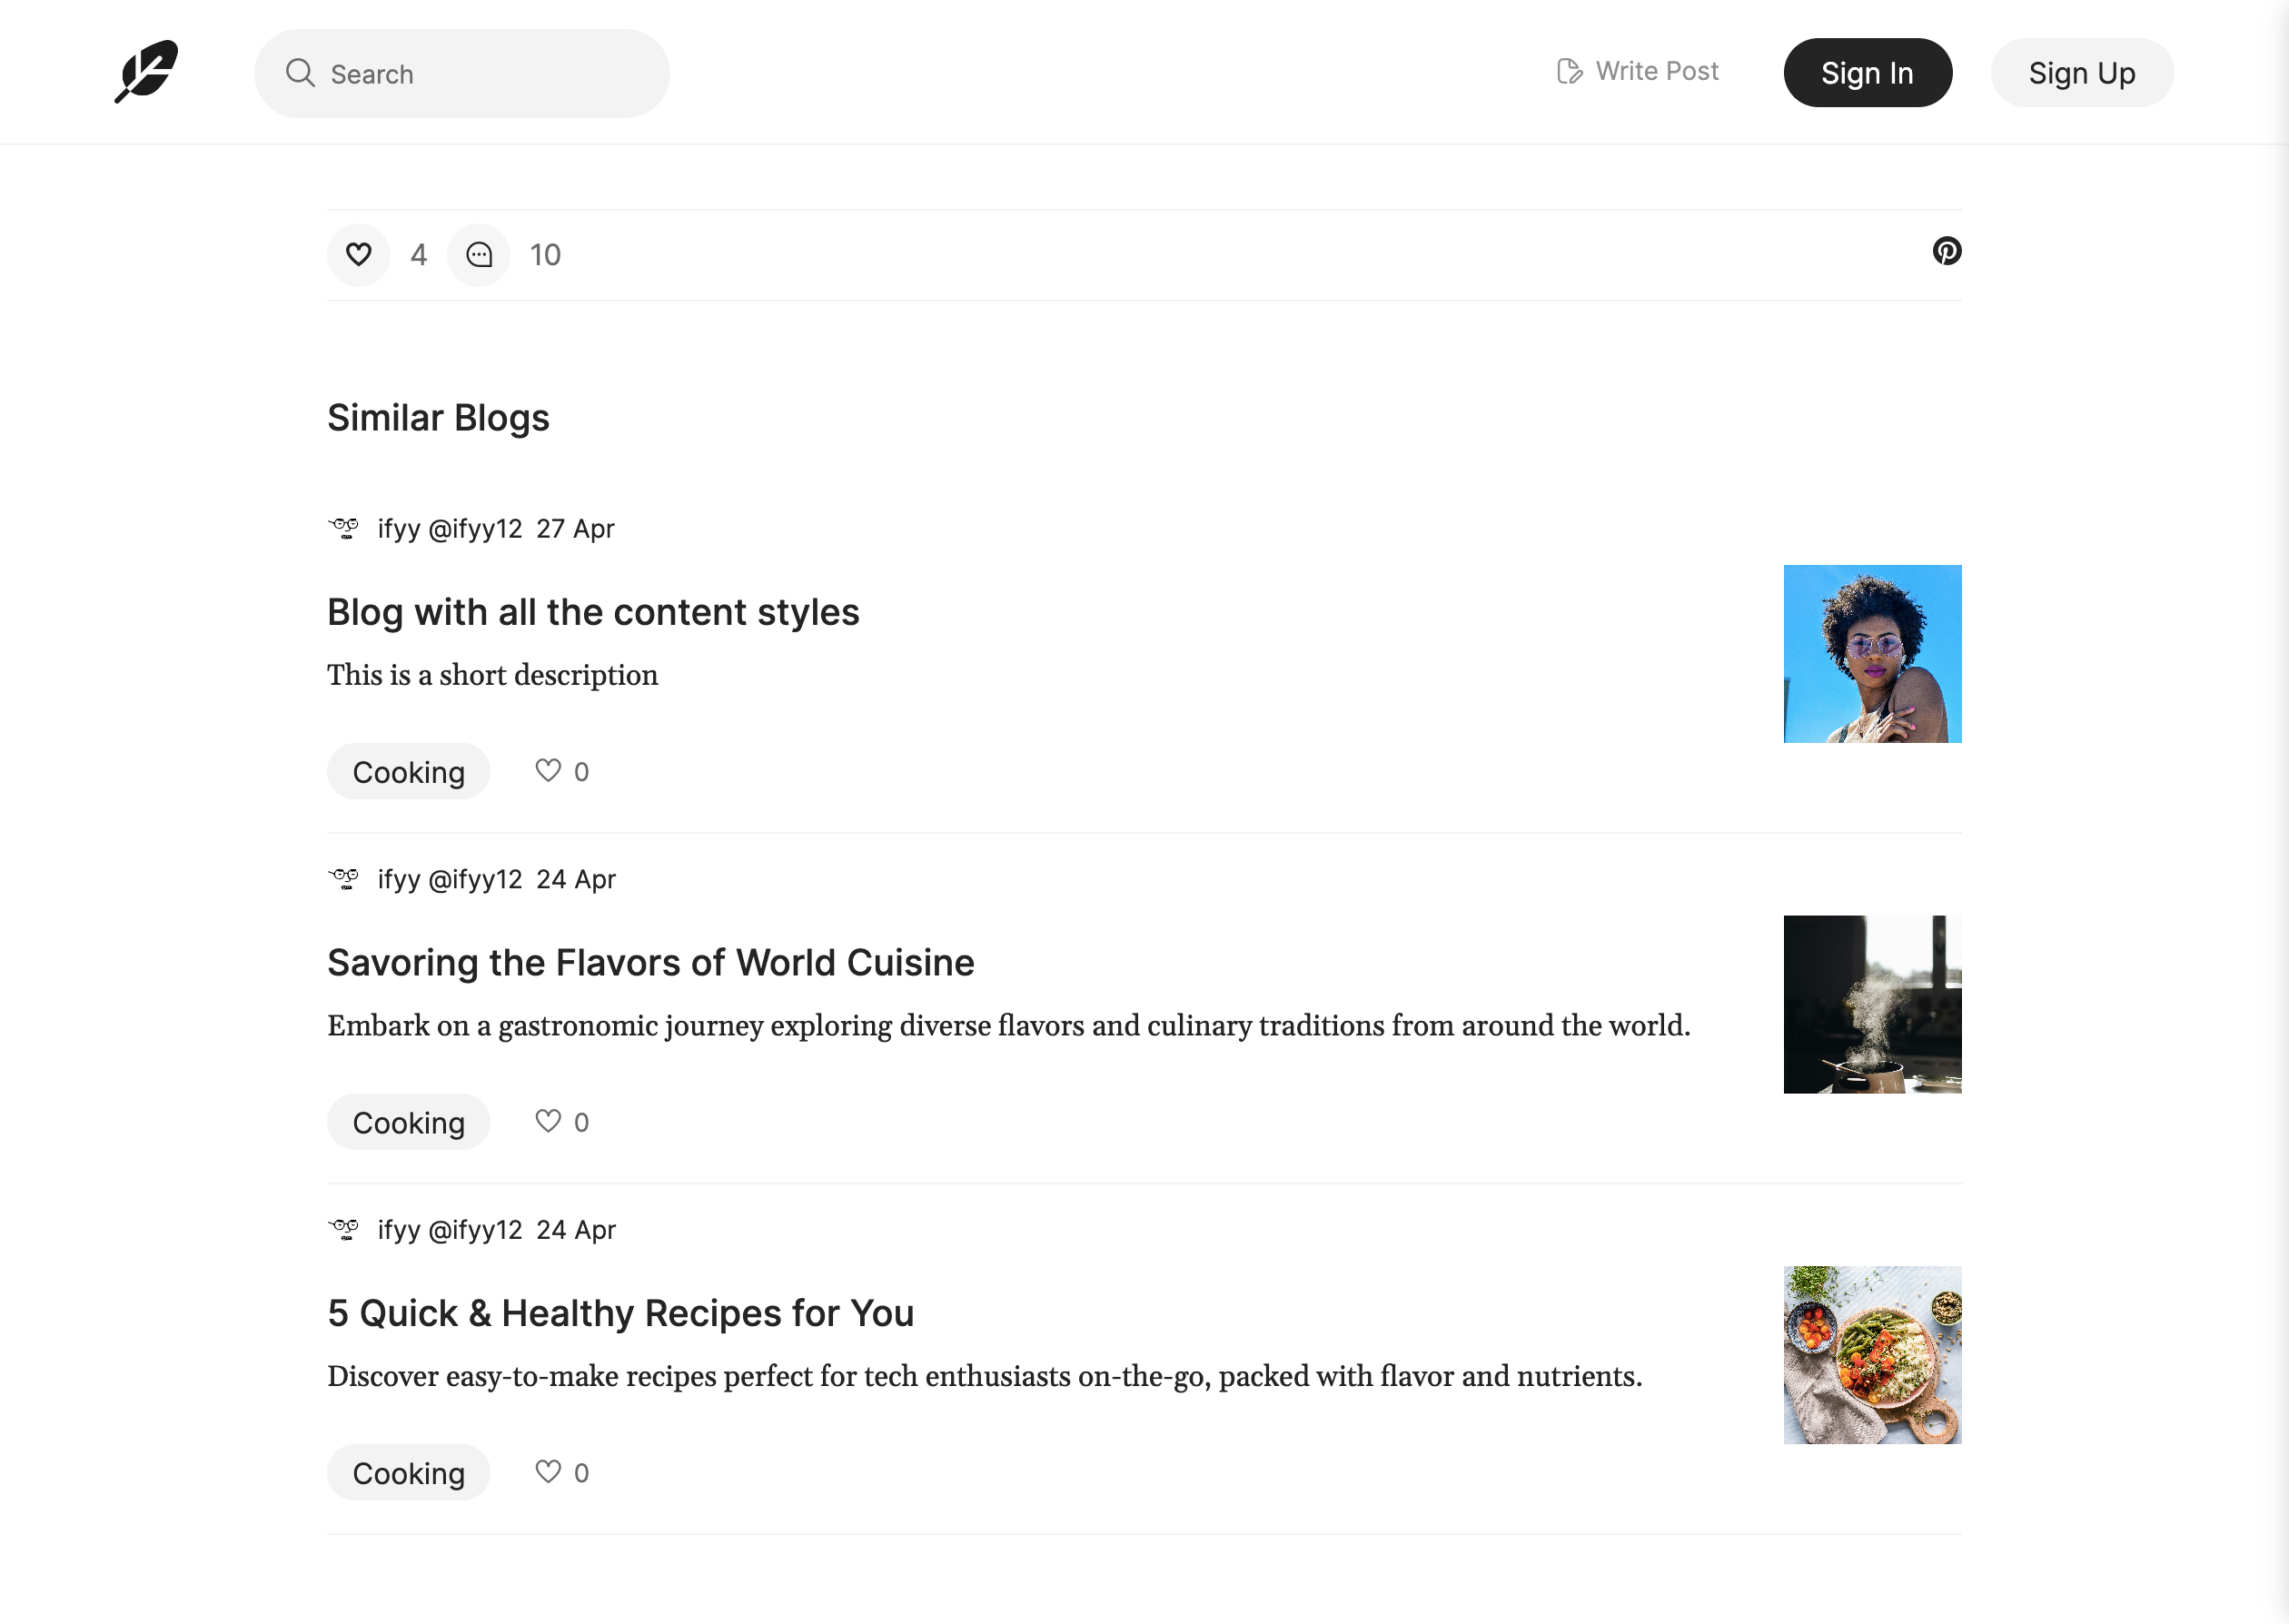 Search
Write Post
Sign In
Sign Up
4
10
Similar Blogs
ifyy @ifyy12 27 Apr
Blog with all the content styles
This is a short description
Cooking
0
ifyy @ifyy12 24 Apr
Savoring the Flavors of World Cuisine
Embark on a gastronomic journey exploring diverse flavors and culinary traditions from around the world.
Cooking
0
ifyy @ifyy12 24 Apr
5 Quick & Healthy Recipes for You
Discover easy-to-make recipes perfect for tech enthusiasts on-the-go, packed with flavor and nutrients.
Cooking
0